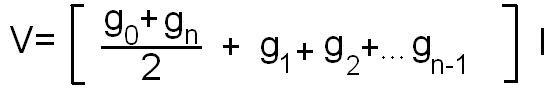 V= [ (g₀+gₙ)/2 + g₁+ g₂+... gₙ₋₁ ] l